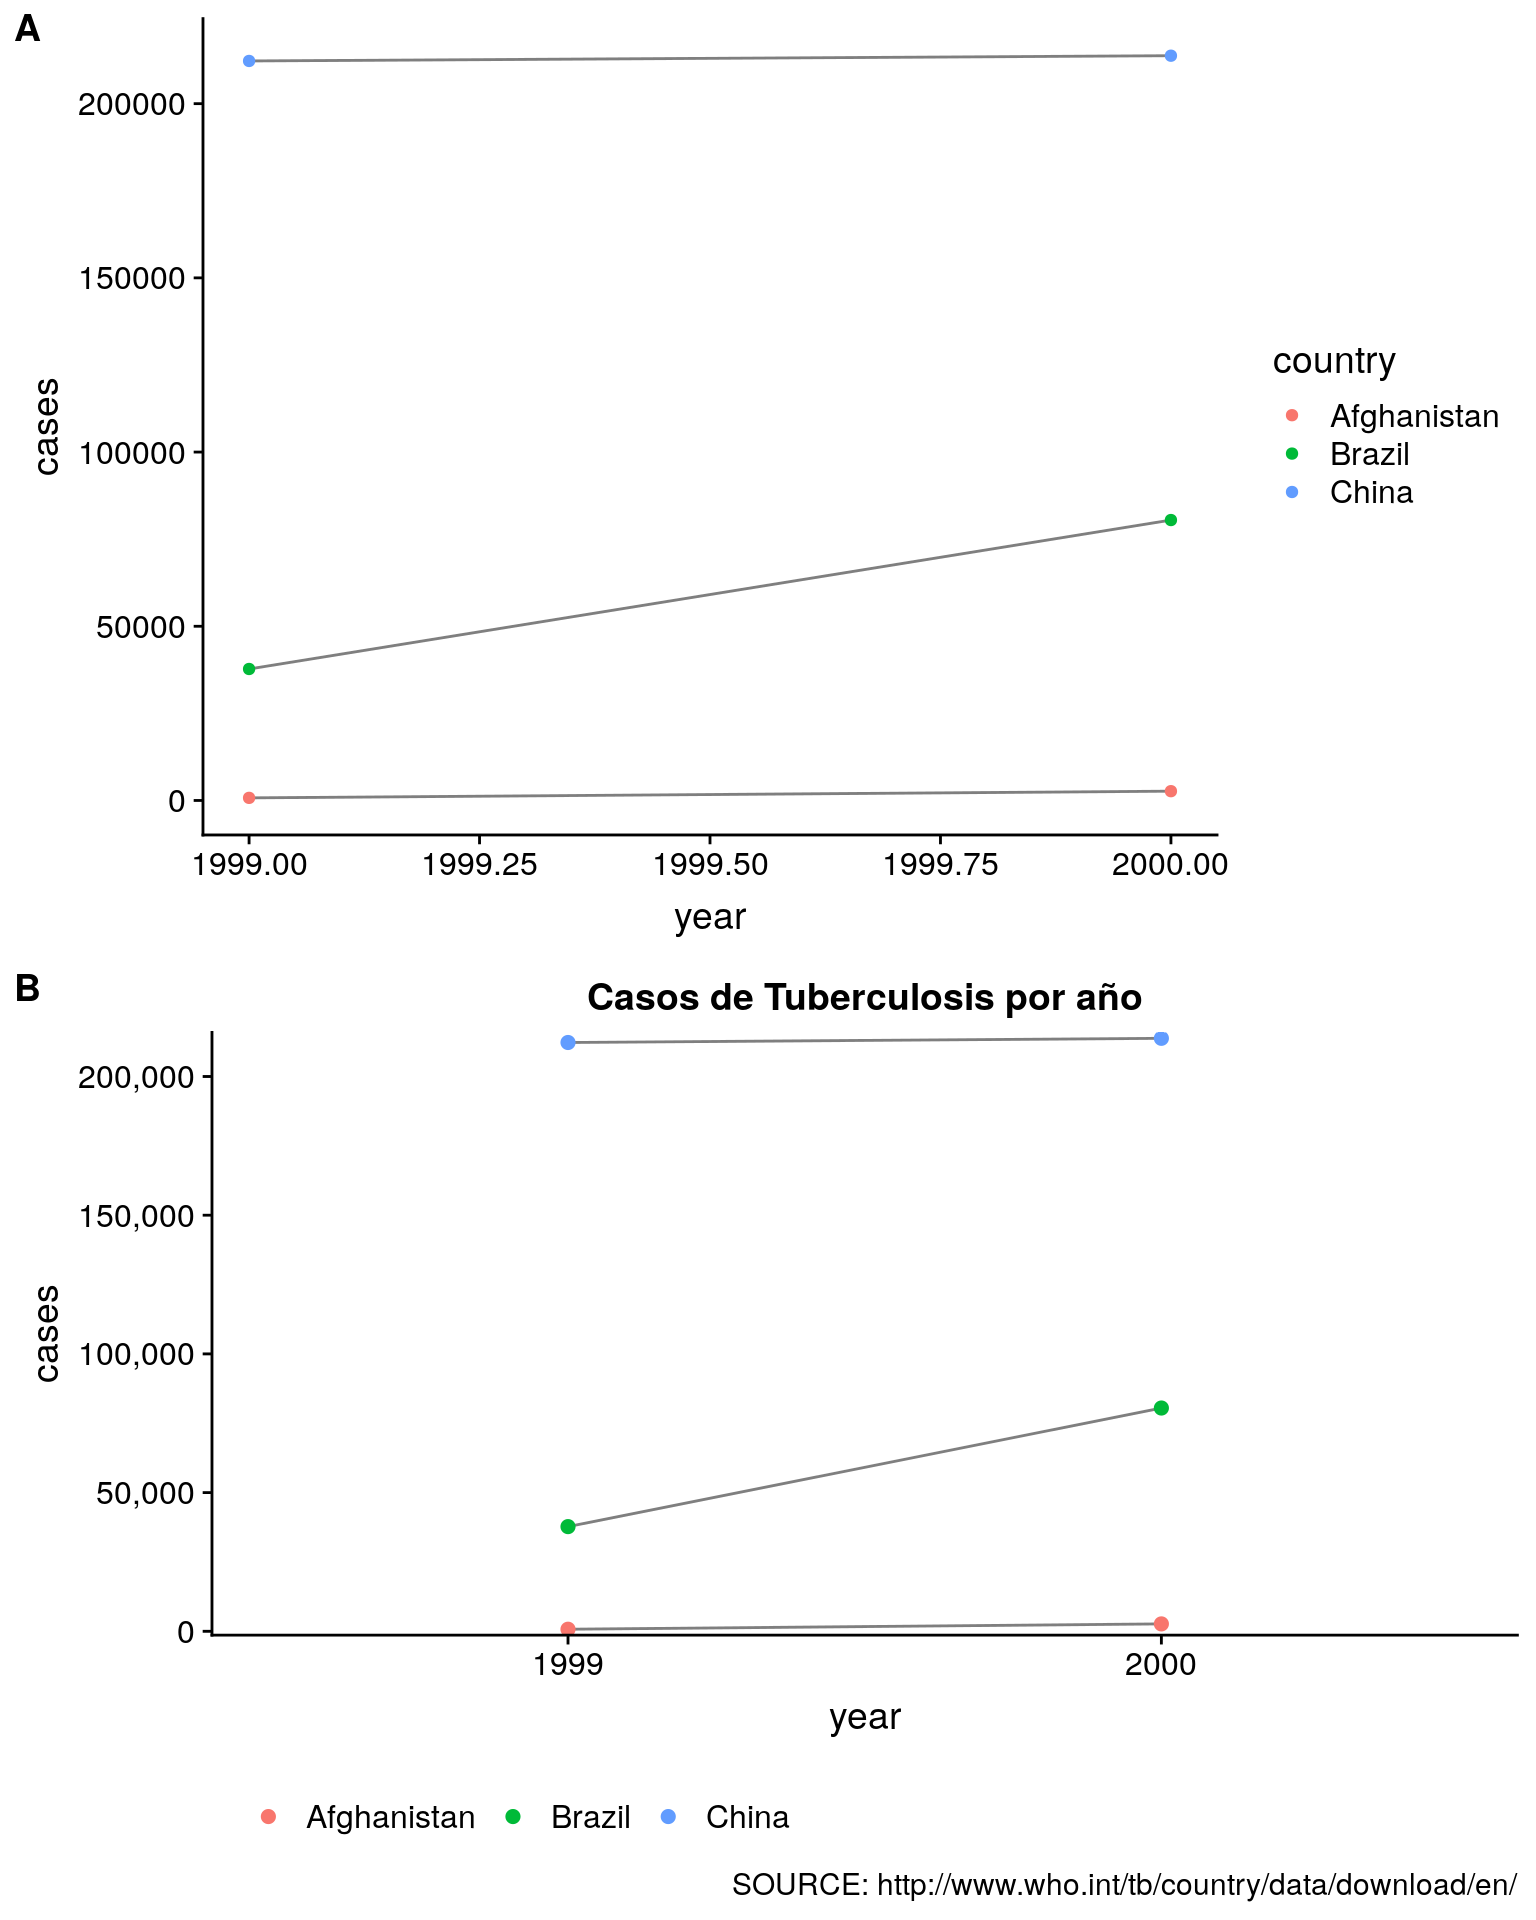 A
200000
150000
100000
50000
0
cases
1999.00 1999.25 1999.50 1999.75 2000.00
year
country
Afghanistan
Brazil
China
B
Casos de Tuberculosis por año
200,000
150,000
100,000
50,000
0
cases
1999 2000
year
Afghanistan Brazil China
SOURCE: http://www.who.int/tb/country/data/download/en/